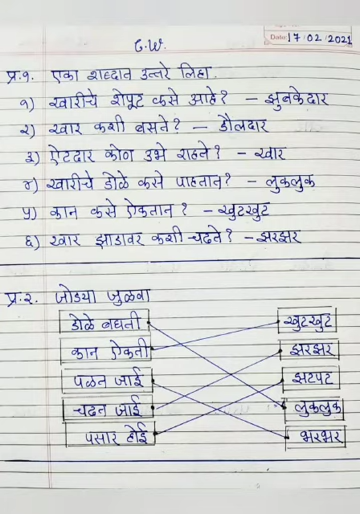 C.W.
Date: 17 02 2021
प्र.१. एका शब्दात उत्तरे लिहा.
१) खारीचे शेपूट कसे आहे? - झुबकेदार
२) खार कशी बसते? - डौलदार
३) ऐटदार कोण उभे राहते? - खार
४) खारीचे डोळे कसे पाहतात? - लुकलुक
५) कान कसे ऐकतात? - खुटखुट
६) खार झाडावर कशी चढते? - झरझर
प्र.२. जोड्या जुळवा
डोळे बघती खुटखुट
कान ऐकती झरझर
पळत जाई झटपट
चढत जाई लुकलुक
पसार होई भरभर